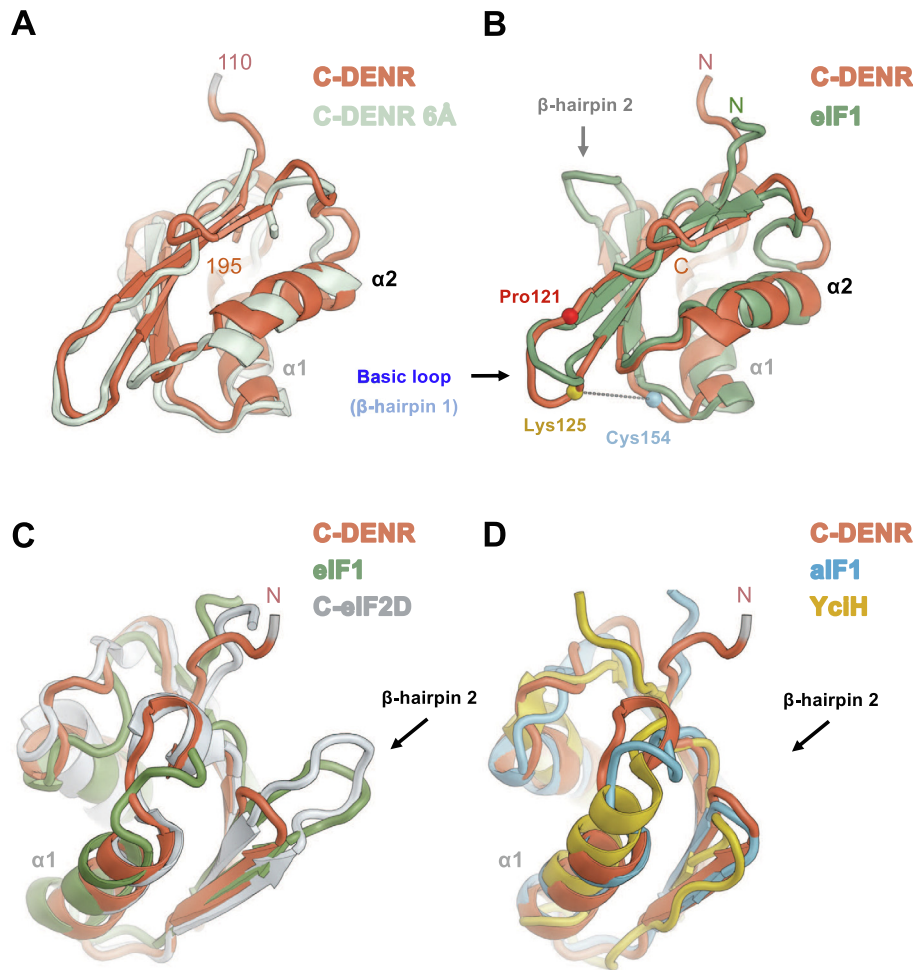 A
110
C-DENR
C-DENR 6Å
195
α2
α1
B
N
C-DENR
eIF1
N
β-hairpin 2
C
α2
Pro121
α1
Basic loop
(β-hairpin 1)
Lys125
Cys154
C
C-DENR
eIF1
C-eIF2D
N
β-hairpin 2
α1
D
C-DENR
aIF1
YciH
N
β-hairpin 2
α1